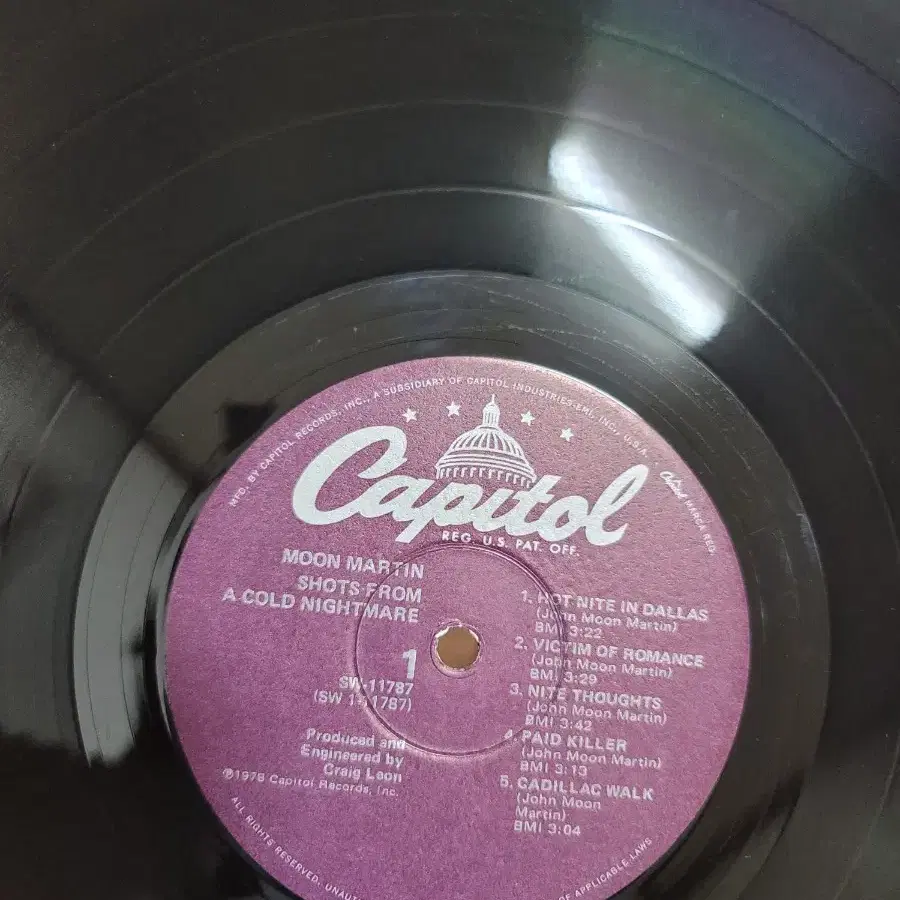 MFD. BY CAPITOL RECORDS, INC., A SUBSIDIARY OF CAPITOL INDUSTRIES-EMI, INC., U.S.A.
Capitol MARCA REG.
Capitol
REG. U.S. PAT. OFF.
MOON MARTIN
SHOTS FROM
A COLD NIGHTMARE
1
SW-11787
(SW 1-11787)
Produced and
Engineered by
Craig Leon
℗1978 Capitol Records, Inc.
1. HOT NITE IN DALLAS
(John Moon Martin)
BMI 3:22
2. VICTIM OF ROMANCE
(John Moon Martin)
BMI 3:29
3. NITE THOUGHTS
(John Moon Martin)
BMI 3:42
4. PAID KILLER
(John Moon Martin)
BMI 3:13
5. CADILLAC WALK
(John Moon
Martin)
BMI 3:04
ALL RIGHTS RESERVED. UNAUT
OF APPLICABLE LAWS